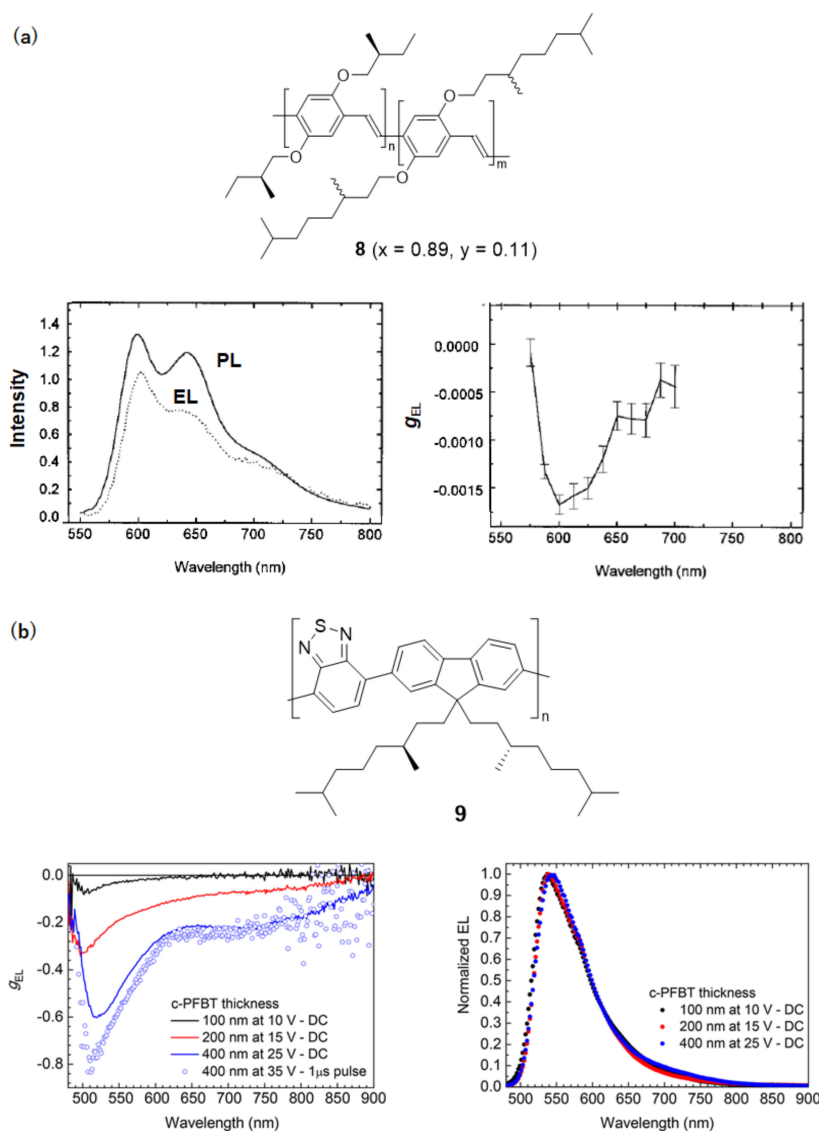 (a)
O
O
n
O
O
m
8 (x = 0.89, y = 0.11)
Intensity
1.4
1.2
1.0
0.8
0.6
0.4
0.2
0.0
PL
EL
550 600 650 700 750 800
Wavelength (nm)
gEL
0.0000
-0.0005
-0.0010
-0.0015
550 600 650 700 750 800
Wavelength (nm)
(b)
S
N N
n
9
gEL
0.0
-0.2
-0.4
-0.6
-0.8
c-PFBT thickness
100 nm at 10 V - DC
200 nm at 15 V - DC
400 nm at 25 V - DC
400 nm at 35 V - 1µs pulse
500 550 600 650 700 750 800 850 900
Wavelength (nm)
Normalized EL
1.0
0.9
0.8
0.7
0.6
0.5
0.4
0.3
0.2
0.1
0.0
c-PFBT thickness
100 nm at 10 V - DC
200 nm at 15 V - DC
400 nm at 25 V - DC
500 550 600 650 700 750 800 850 900
Wavelength (nm)